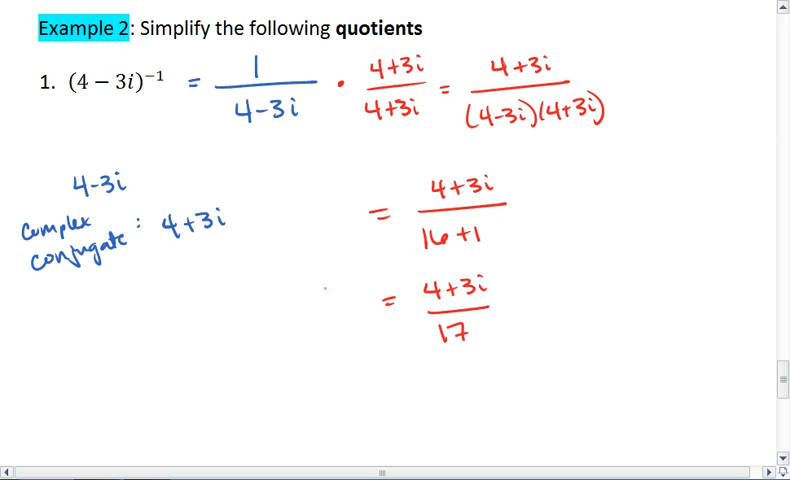 Example 2: Simplify the following quotients
1. (4 − 3i)⁻¹ = 1/(4-3i) • (4+3i)/(4+3i) = (4+3i)/((4-3i)(4+3i))
4-3i
complex conjugate : 4+3i
= (4+3i)/(16+1)
= (4+3i)/17